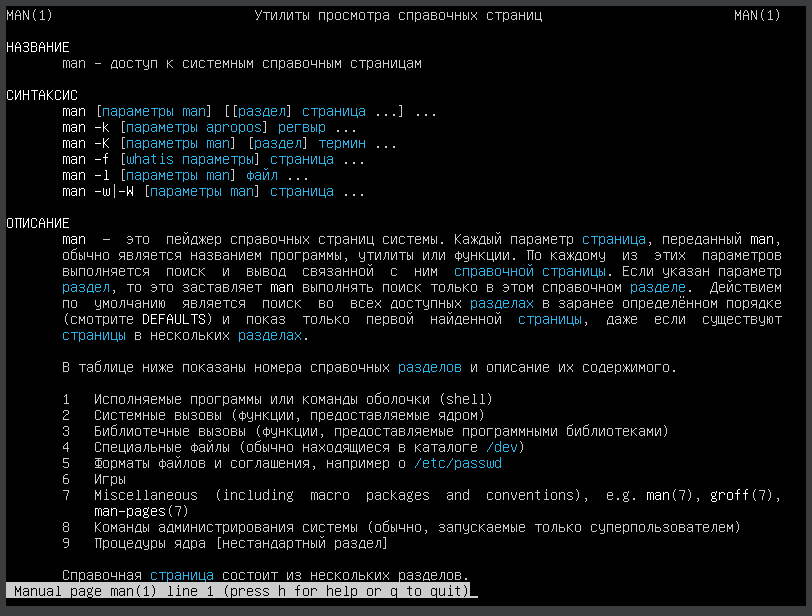 MAN(1) Утилиты просмотра справочных страниц MAN(1)
НАЗВАНИЕ
man - доступ к системным справочным страницам
СИНТАКСИС
man [параметры man] [[раздел] страница ...] ...
man -k [параметры apropos] регвыр ...
man -K [параметры man] [раздел] термин ...
man -f [whatis параметры] страница ...
man -l [параметры man] файл ...
man -w|-W [параметры man] страница ...
ОПИСАНИЕ
man – это пейджер справочных страниц системы. Каждый параметр страница, переданный man,
обычно является названием программы, утилиты или функции. По каждому из этих параметров
выполняется поиск и вывод связанной с ним справочной страницы. Если указан параметр
раздел, то это заставляет man выполнять поиск только в этом справочном разделе. Действием
по умолчанию является поиск во всех доступных разделах в заранее определённом порядке
(смотрите DEFAULTS) и показ только первой найденной страницы, даже если существуют
страницы в нескольких разделах.
В таблице ниже показаны номера справочных разделов и описание их содержимого.
1 Исполняемые программы или команды оболочки (shell)
2 Системные вызовы (функции, предоставляемые ядром)
3 Библиотечные вызовы (функции, предоставляемые программными библиотеками)
4 Специальные файлы (обычно находящиеся в каталоге /dev)
5 Форматы файлов и соглашения, например о /etc/passwd
6 Игры
7 Miscellaneous (including macro packages and conventions), e.g. man(7), groff(7),
man-pages(7)
8 Команды администрирования системы (обычно, запускаемые только суперпользователем)
9 Процедуры ядра [нестандартный раздел]
Справочная страница состоит из нескольких разделов.
Manual page man(1) line 1 (press h for help or q to quit)